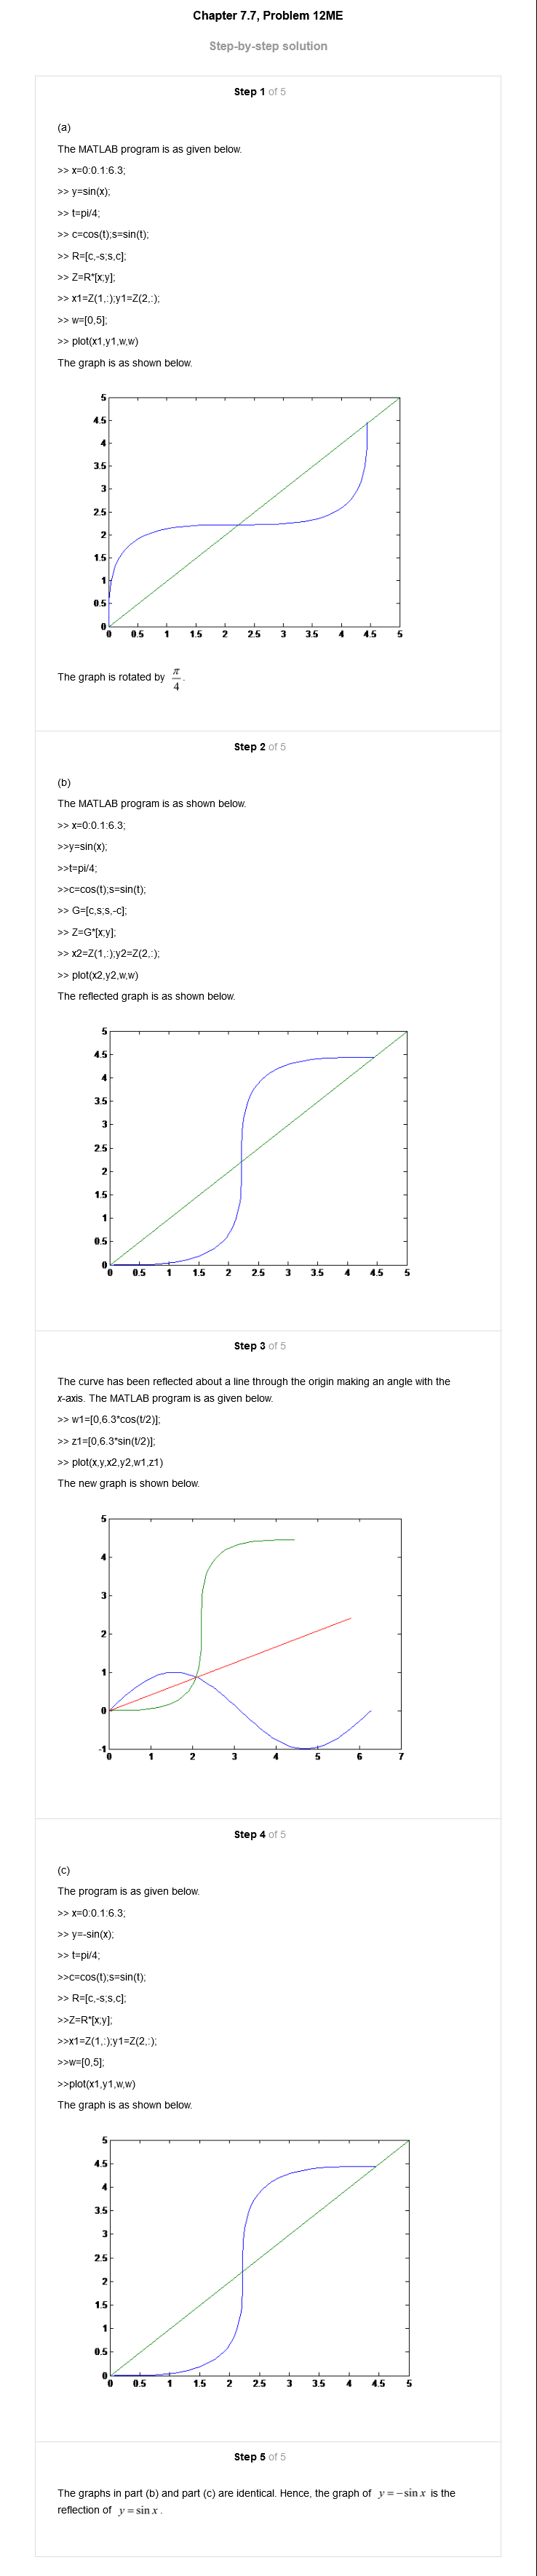 Chapter 7.7, Problem 12ME
Step-by-step solution
Step 1 of 5
(a)
The MATLAB program is as given below.
>> x=0:0.1:6.3;
>> y=sin(x);
>> t=pi/4;
>> c=cos(t);s=sin(t);
>> R=[c,-s;s,c];
>> Z=R*[x;y];
>> x1=Z(1,:);y1=Z(2,:);
>> w=[0,5];
>> plot(x1,y1,w,w)
The graph is as shown below.
5
4.5
4
3.5
3
2.5
2
1.5
1
0.5
0
0 0.5 1 1.5 2 2.5 3 3.5 4 4.5 5
The graph is rotated by π/4.
Step 2 of 5
(b)
The MATLAB program is as shown below.
>> x=0:0.1:6.3;
>>y=sin(x);
>>t=pi/4;
>>c=cos(t);s=sin(t);
>> G=[c,s;s,-c];
>> Z=G*[x;y];
>> x2=Z(1,:);y2=Z(2,:);
>> plot(x2,y2,w,w)
The reflected graph is as shown below.
5
4.5
4
3.5
3
2.5
2
1.5
1
0.5
0
0 0.5 1 1.5 2 2.5 3 3.5 4 4.5 5
Step 3 of 5
The curve has been reflected about a line through the origin making an angle with the
x-axis. The MATLAB program is as given below.
>> w1=[0,6.3*cos(t/2)];
>> z1=[0,6.3*sin(t/2)];
>> plot(x,y,x2,y2,w1,z1)
The new graph is shown below.
5
4
3
2
1
0
-1
0 1 2 3 4 5 6 7
Step 4 of 5
(c)
The program is as given below.
>> x=0:0.1:6.3;
>> y=-sin(x);
>> t=pi/4;
>>c=cos(t);s=sin(t);
>> R=[c,-s;s,c];
>>Z=R*[x;y];
>>x1=Z(1,:);y1=Z(2,:);
>>w=[0,5];
>>plot(x1,y1,w,w)
The graph is as shown below.
5
4.5
4
3.5
3
2.5
2
1.5
1
0.5
0
0 0.5 1 1.5 2 2.5 3 3.5 4 4.5 5
Step 5 of 5
The graphs in part (b) and part (c) are identical. Hence, the graph of y = −sin x is the
reflection of y = sin x .